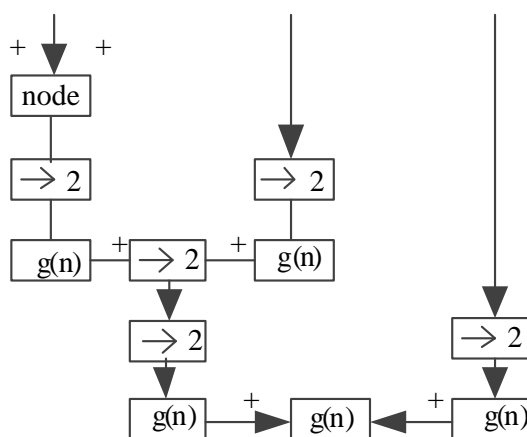 + +
node
→ 2 → 2
g(n) + → 2 + g(n)
→ 2 → 2
g(n) + g(n) + g(n)